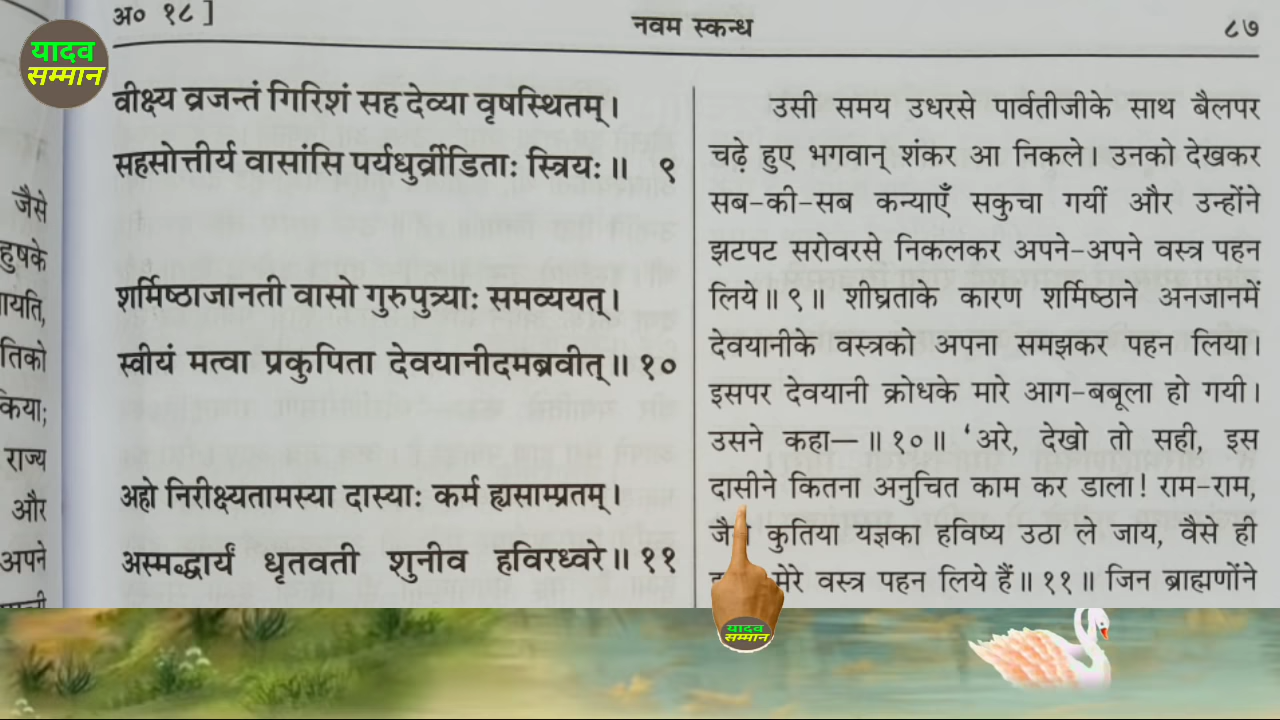 अ० १८ ]
नवम स्कन्ध
८७
यादव
सम्मान
जैसे
हुषके
तिको
राज्य
और
अपने
वीक्ष्य व्रजन्तं गिरिशं सह देव्या वृषस्थितम्।
सहसोत्तीर्य वासांसि पर्यधुर्व्रीडिताः स्त्रियः॥ ९
शर्मिष्ठाजानती वासो गुरुपुत्र्याः समव्ययत्।
स्वीयं मत्वा प्रकुपिता देवयानीदमब्रवीत्॥ १०
अहो निरीक्ष्यतामस्या दास्याः कर्म ह्यसाम्प्रतम्।
अस्मद्धार्यं धृतवती शुनीव हविरध्वरे॥ ११
उसी समय उधरसे पार्वतीजीके साथ बैलपर
चढ़े हुए भगवान् शंकर आ निकले। उनको देखकर
सब-की-सब कन्याएँ सकुचा गयीं और उन्होंने
झटपट सरोवरसे निकलकर अपने-अपने वस्त्र पहन
लिये॥ ९॥ शीघ्रताके कारण शर्मिष्ठाने अनजानमें
देवयानीके वस्त्रको अपना समझकर पहन लिया।
इसपर देवयानी क्रोधके मारे आग-बबूला हो गयी।
उसने कहा—॥ १०॥ ‘अरे, देखो तो सही, इस
दासीने कितना अनुचित काम कर डाला! राम-राम,
कुतिया यज्ञका हविष्य उठा ले जाय, वैसे ही
मेरे वस्त्र पहन लिये हैं॥ ११॥ जिन ब्राह्मणोंने
यादव
सम्मान